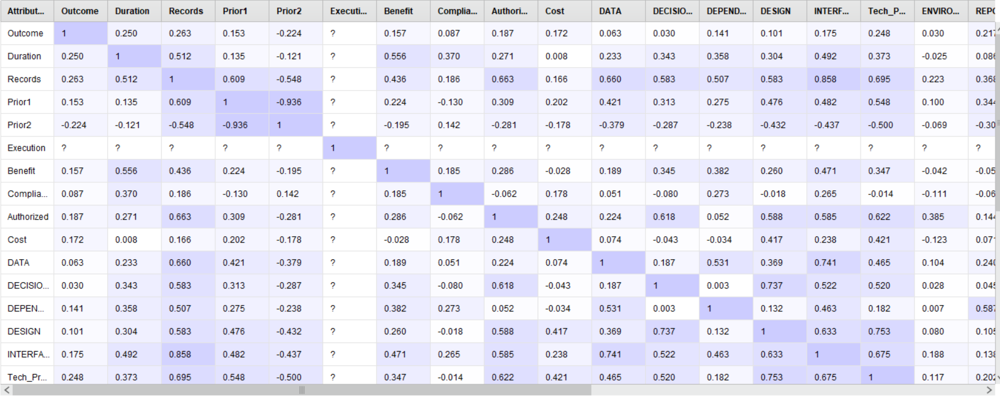 Attribut... Outcome Duration Records Prior1 Prior2 Executi... Benefit Complia... Authori... Cost DATA DECISIO... DEPEND... DESIGN INTERF... Tech_P... ENVIRO... REPO
Outcome 1 0.250 0.263 0.153 -0.224 ? 0.157 0.087 0.187 0.172 0.063 0.030 0.141 0.101 0.175 0.248 0.030 0.217
Duration 0.250 1 0.512 0.135 -0.121 ? 0.556 0.370 0.271 0.008 0.233 0.343 0.358 0.304 0.492 0.373 -0.025 0.086
Records 0.263 0.512 1 0.609 -0.548 ? 0.436 0.186 0.663 0.166 0.660 0.583 0.507 0.583 0.858 0.695 0.223 0.368
Prior1 0.153 0.135 0.609 1 -0.936 ? 0.224 -0.130 0.309 0.202 0.421 0.313 0.275 0.476 0.482 0.548 0.100 0.344
Prior2 -0.224 -0.121 -0.548 -0.936 1 ? -0.195 0.142 -0.281 -0.178 -0.379 -0.287 -0.238 -0.432 -0.437 -0.500 -0.069 -0.30
Execution ? ? ? ? ? 1 ? ? ? ? ? ? ? ? ? ? ? ?
Benefit 0.157 0.556 0.436 0.224 -0.195 ? 1 0.185 0.286 -0.028 0.189 0.345 0.382 0.260 0.471 0.347 -0.042 -0.05
Complia... 0.087 0.370 0.186 -0.130 0.142 ? 0.185 1 -0.062 0.178 0.051 -0.080 0.273 -0.018 0.265 -0.014 -0.111 -0.06
Authorized 0.187 0.271 0.663 0.309 -0.281 ? 0.286 -0.062 1 0.248 0.224 0.618 0.052 0.588 0.585 0.622 0.385 0.144
Cost 0.172 0.008 0.166 0.202 -0.178 ? -0.028 0.178 0.248 1 0.074 -0.043 -0.034 0.417 0.238 0.421 -0.123 0.071
DATA 0.063 0.233 0.660 0.421 -0.379 ? 0.189 0.051 0.224 0.074 1 0.187 0.531 0.369 0.741 0.465 0.104 0.240
DECISIO... 0.030 0.343 0.583 0.313 -0.287 ? 0.345 -0.080 0.618 -0.043 0.187 1 0.003 0.737 0.522 0.520 0.028 0.045
DEPEN... 0.141 0.358 0.507 0.275 -0.238 ? 0.382 0.273 0.052 -0.034 0.531 0.003 1 0.132 0.463 0.182 0.007 0.587
DESIGN 0.101 0.304 0.583 0.476 -0.432 ? 0.260 -0.018 0.588 0.417 0.369 0.737 0.132 1 0.633 0.753 0.080 0.105
INTERFA... 0.175 0.492 0.858 0.482 -0.437 ? 0.471 0.265 0.585 0.238 0.741 0.522 0.463 0.633 1 0.675 0.188 0.138
Tech_Pr... 0.248 0.373 0.695 0.548 -0.500 ? 0.347 -0.014 0.622 0.421 0.465 0.520 0.182 0.753 0.675 1 0.117 0.202